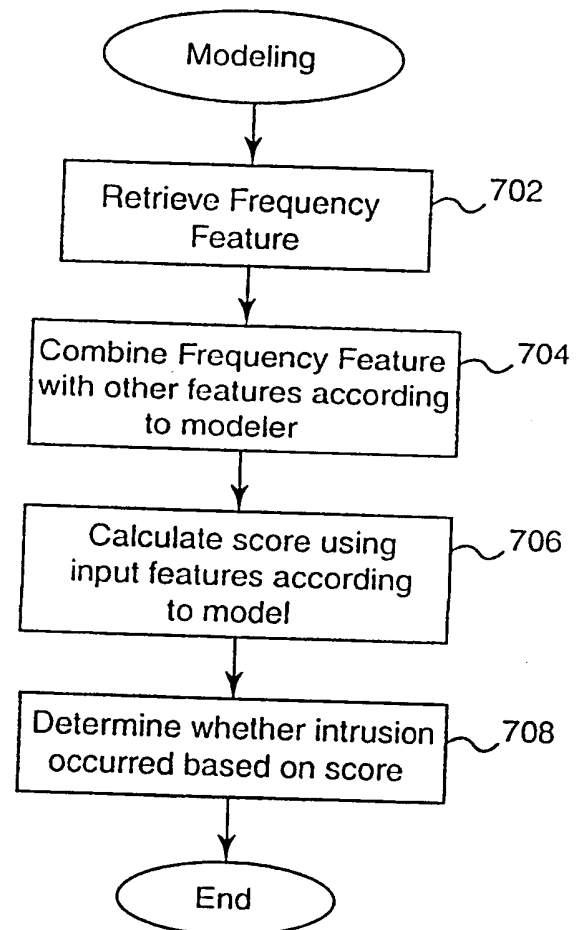 Modeling
Retrieve Frequency
Feature
702
Combine Frequency Feature
with other features according
to modeler
704
Calculate score using
input features according
to model
706
Determine whether intrusion
occurred based on score
708
End